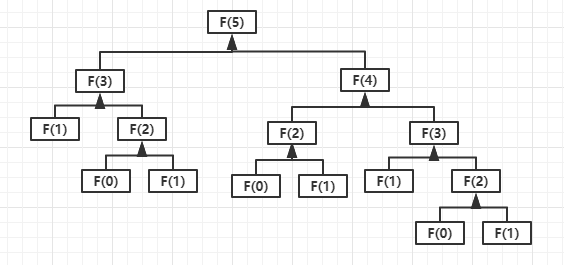 F(5)
F(3) F(4)
F(1) F(2) F(2) F(3)
F(0) F(1) F(0) F(1) F(1) F(2)
F(0) F(1)